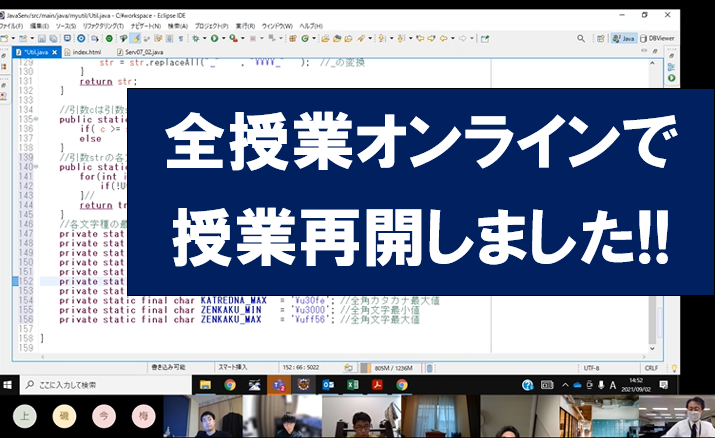 JavaServ/src/main/java/myutil/Util.java - C#workspace - Eclipse IDE
ファイル(F) 編集(E) ソース(S) リファクタリング(T) ナビゲート(N) 検索(A) プロジェクト(P) 実行(R) ウィンドウ(W) ヘルプ(H)
Java DBViewer
*Util.java index.html Serv07_02.java
129 str = str.replaceAll("_" , "¥¥¥¥_" ); //_の変換
130 }
131 return str;
132 }
133
134 //引数cは引数
135 public static
136 if( c >=
137 else
138 }
139 //引数strの各文
140 public static
141 for(int i
142 if(!U
143 }//
144 return tr
145 }
146 //各文字種の最
147 private stat
148 private stat
149 private stat
150 private stat
151 private stat
152 private stat
153 private stat
154 private static final char KATREDNA_MAX = '¥u30fe'; //全角カタカナ最大値
155 private static final char ZENKAKU_MIN = '¥u3000'; //全角文字最小値
156 private static final char ZENKAKU_MAX = '¥uff56'; //全角文字最大値
157
158 }
159
全授業オンラインで
授業再開しました!!
書き込み可能 スマート挿入 152 : 66 : 5022 805M / 1236M UTF-8 CRLF
ここに入力して検索
A 14:52
2021/09/02
上 磯 今 梅